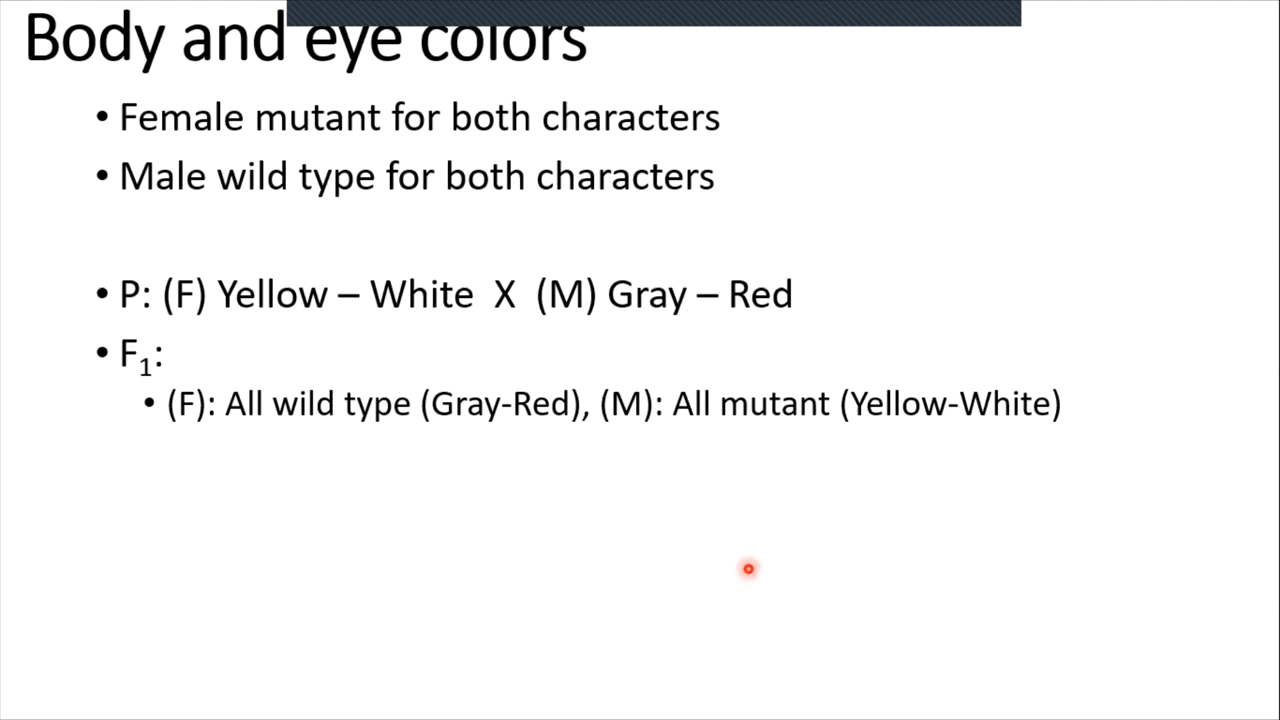 Body and eye colors
• Female mutant for both characters
• Male wild type for both characters
• P: (F) Yellow – White X (M) Gray – Red
• F₁:
• (F): All wild type (Gray-Red), (M): All mutant (Yellow-White)